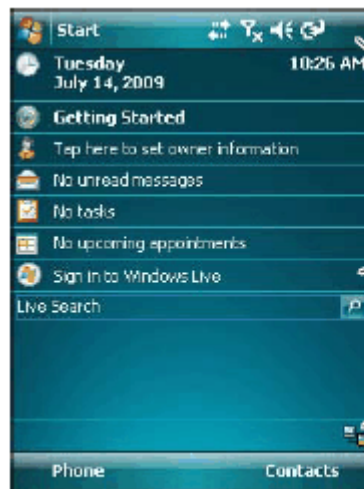 Start
Tuesday 10:26 AM
July 14, 2009
Getting Started
Tap here to set owner information
No unread messages
No tasks
No upcoming appointments
Sign in to Windows Live
Live Search
Phone Contacts